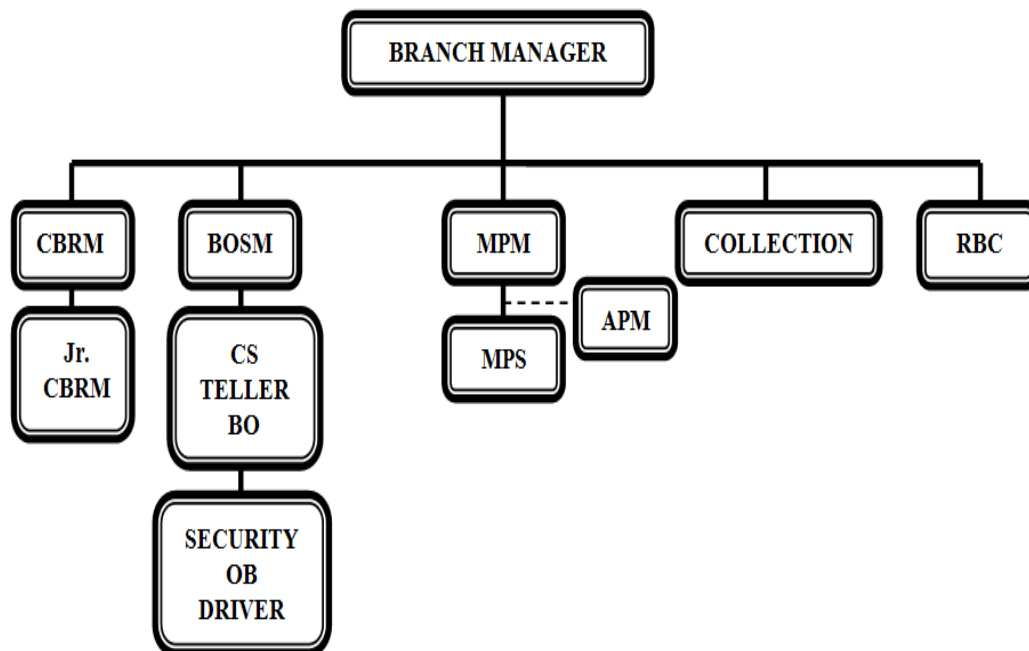 BRANCH MANAGER
CBRM
BOSM
MPM
COLLECTION
RBC
Jr.
CBRM
CS
TELLER
BO
APM
MPS
SECURITY
OB
DRIVER